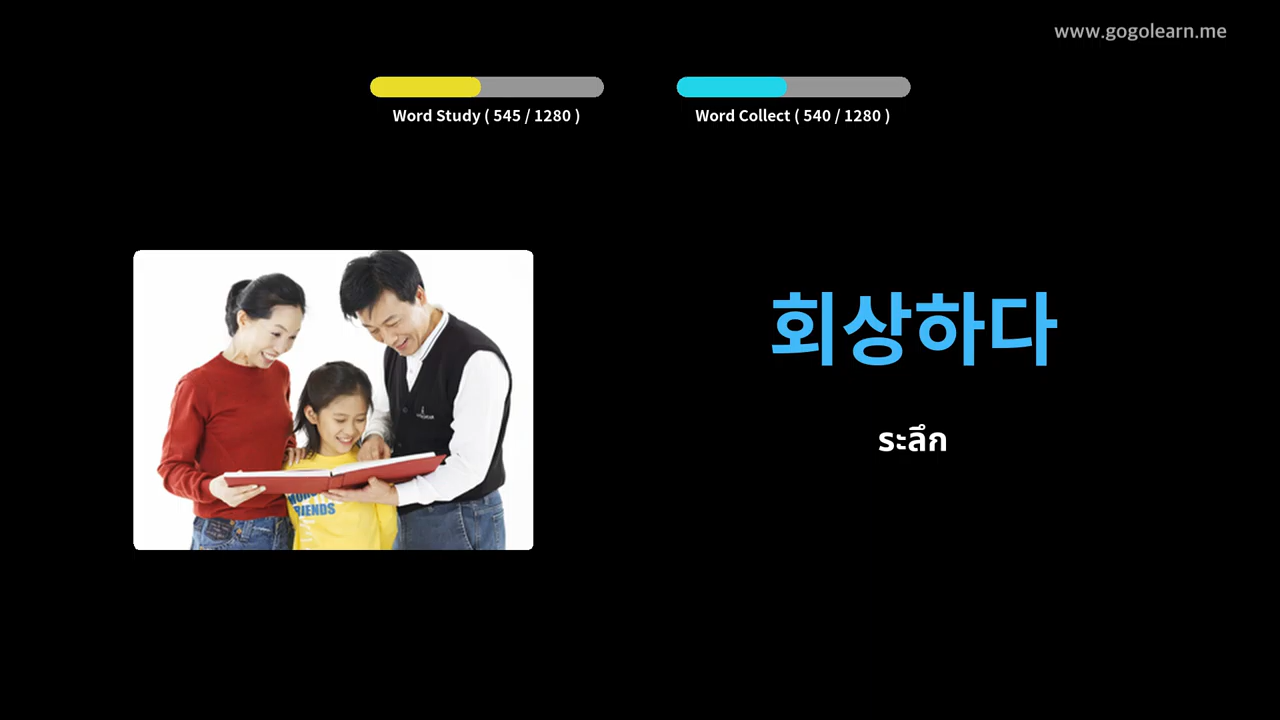 www.gogolearn.me
Word Study ( 545 / 1280 )
Word Collect ( 540 / 1280 )
회상하다
ระลึก
FRIENDS